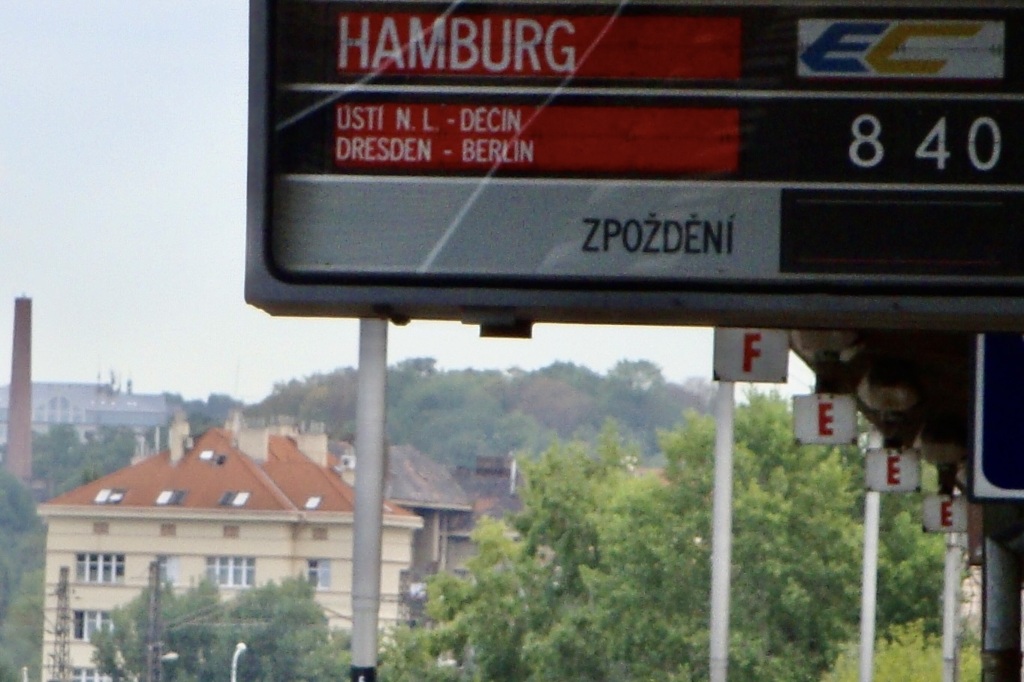 HAMBURG EC
ÚSTÍ N. L. - DĚČÍN
DRESDEN - BERLIN
8 40
ZPOŽDĚNÍ
F
E
E
E